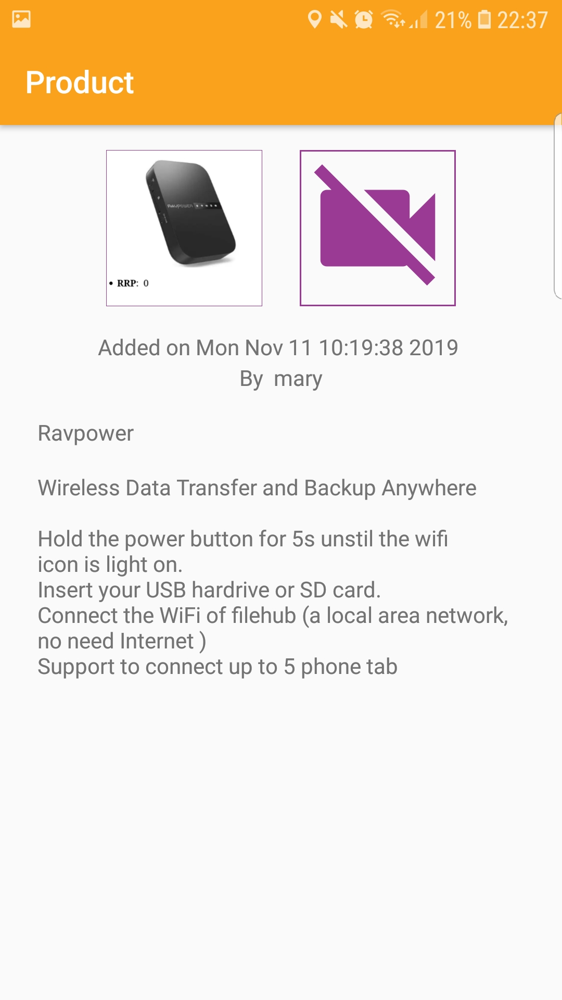 21% 22:37
Product
RAVPOWER
• RRP: 0
Added on Mon Nov 11 10:19:38 2019
By mary
Ravpower
Wireless Data Transfer and Backup Anywhere
Hold the power button for 5s unstil the wifi
icon is light on.
Insert your USB hardrive or SD card.
Connect the WiFi of filehub (a local area network,
no need Internet )
Support to connect up to 5 phone tab